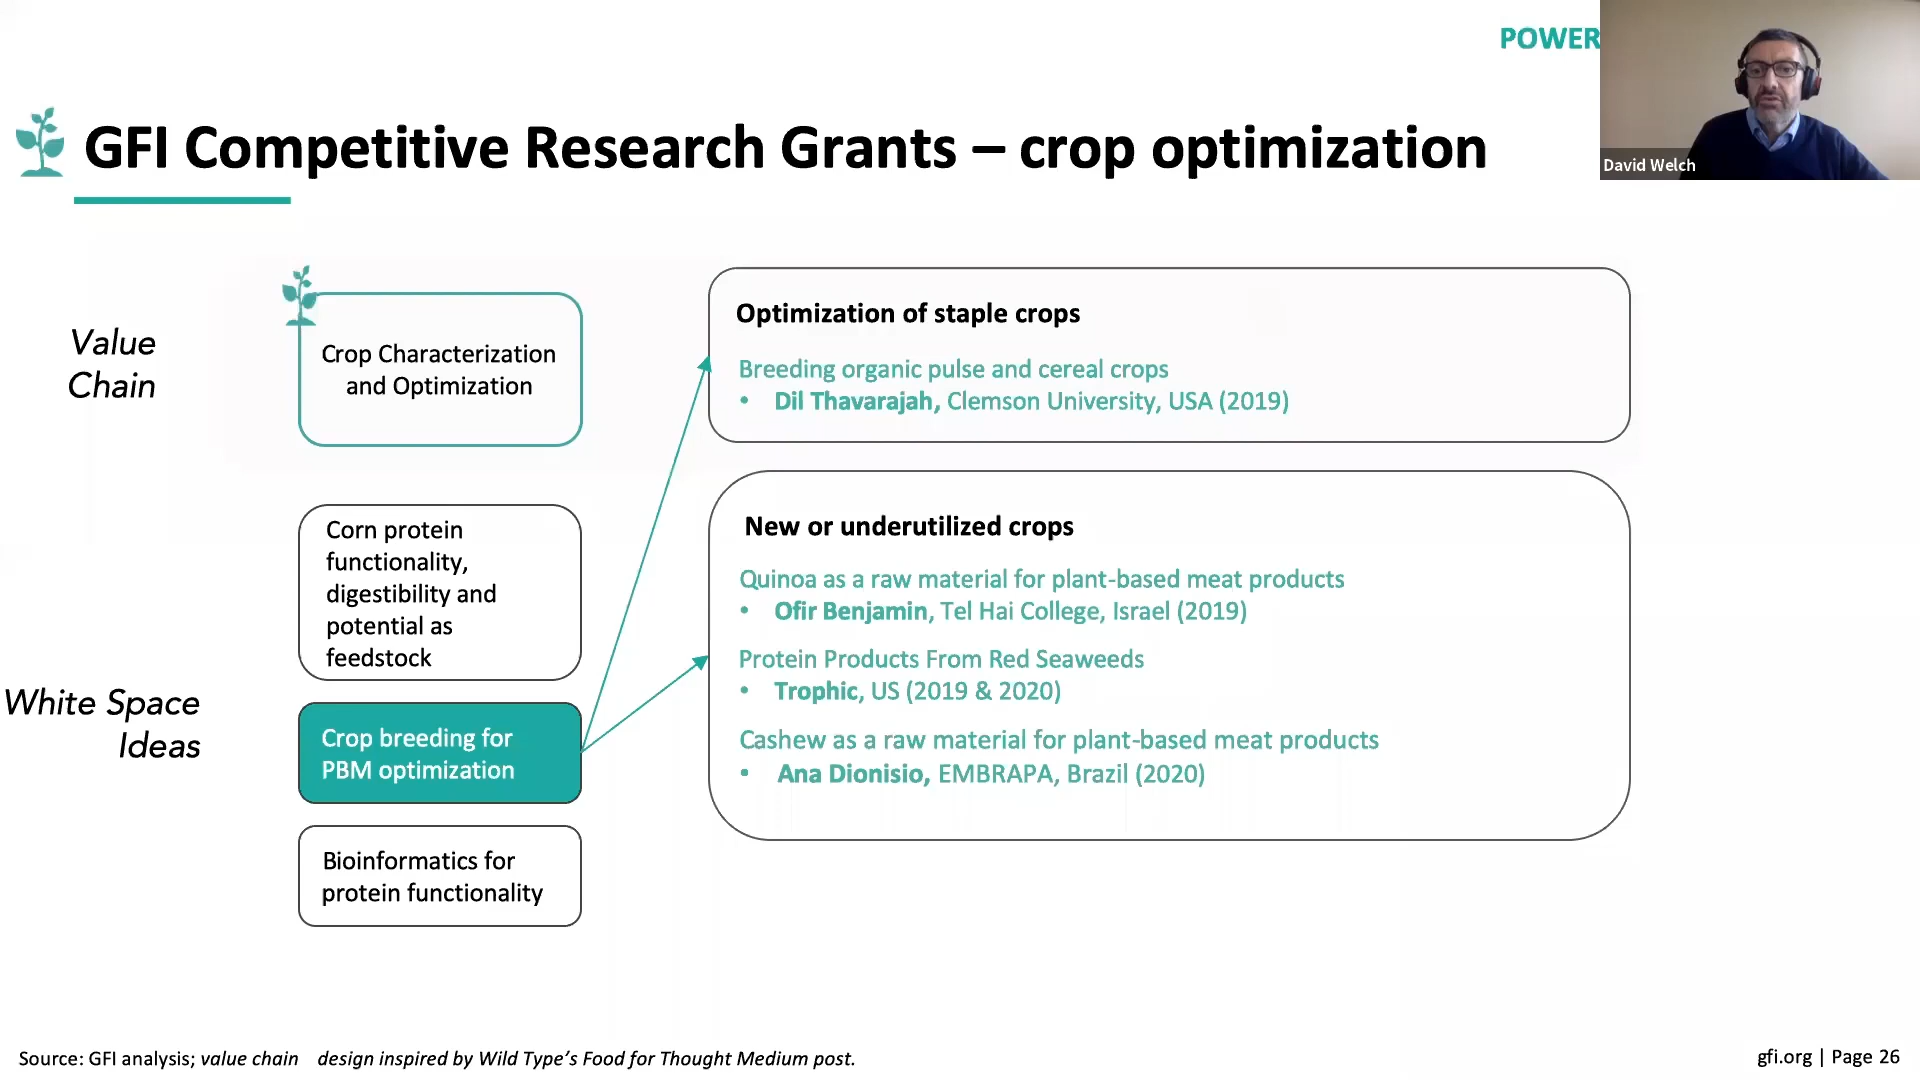 POWER
David Welch
GFI Competitive Research Grants – crop optimization
Value
Chain
Crop Characterization
and Optimization
Optimization of staple crops
Breeding organic pulse and cereal crops
• Dil Thavarajah, Clemson University, USA (2019)
White Space
Ideas
Corn protein
functionality,
digestibility and
potential as
feedstock
Crop breeding for
PBM optimization
Bioinformatics for
protein functionality
New or underutilized crops
Quinoa as a raw material for plant-based meat products
• Ofir Benjamin, Tel Hai College, Israel (2019)
Protein Products From Red Seaweeds
• Trophic, US (2019 & 2020)
Cashew as a raw material for plant-based meat products
• Ana Dionisio, EMBRAPA, Brazil (2020)
Source: GFI analysis; value chain design inspired by Wild Type’s Food for Thought Medium post.
gfi.org | Page 26